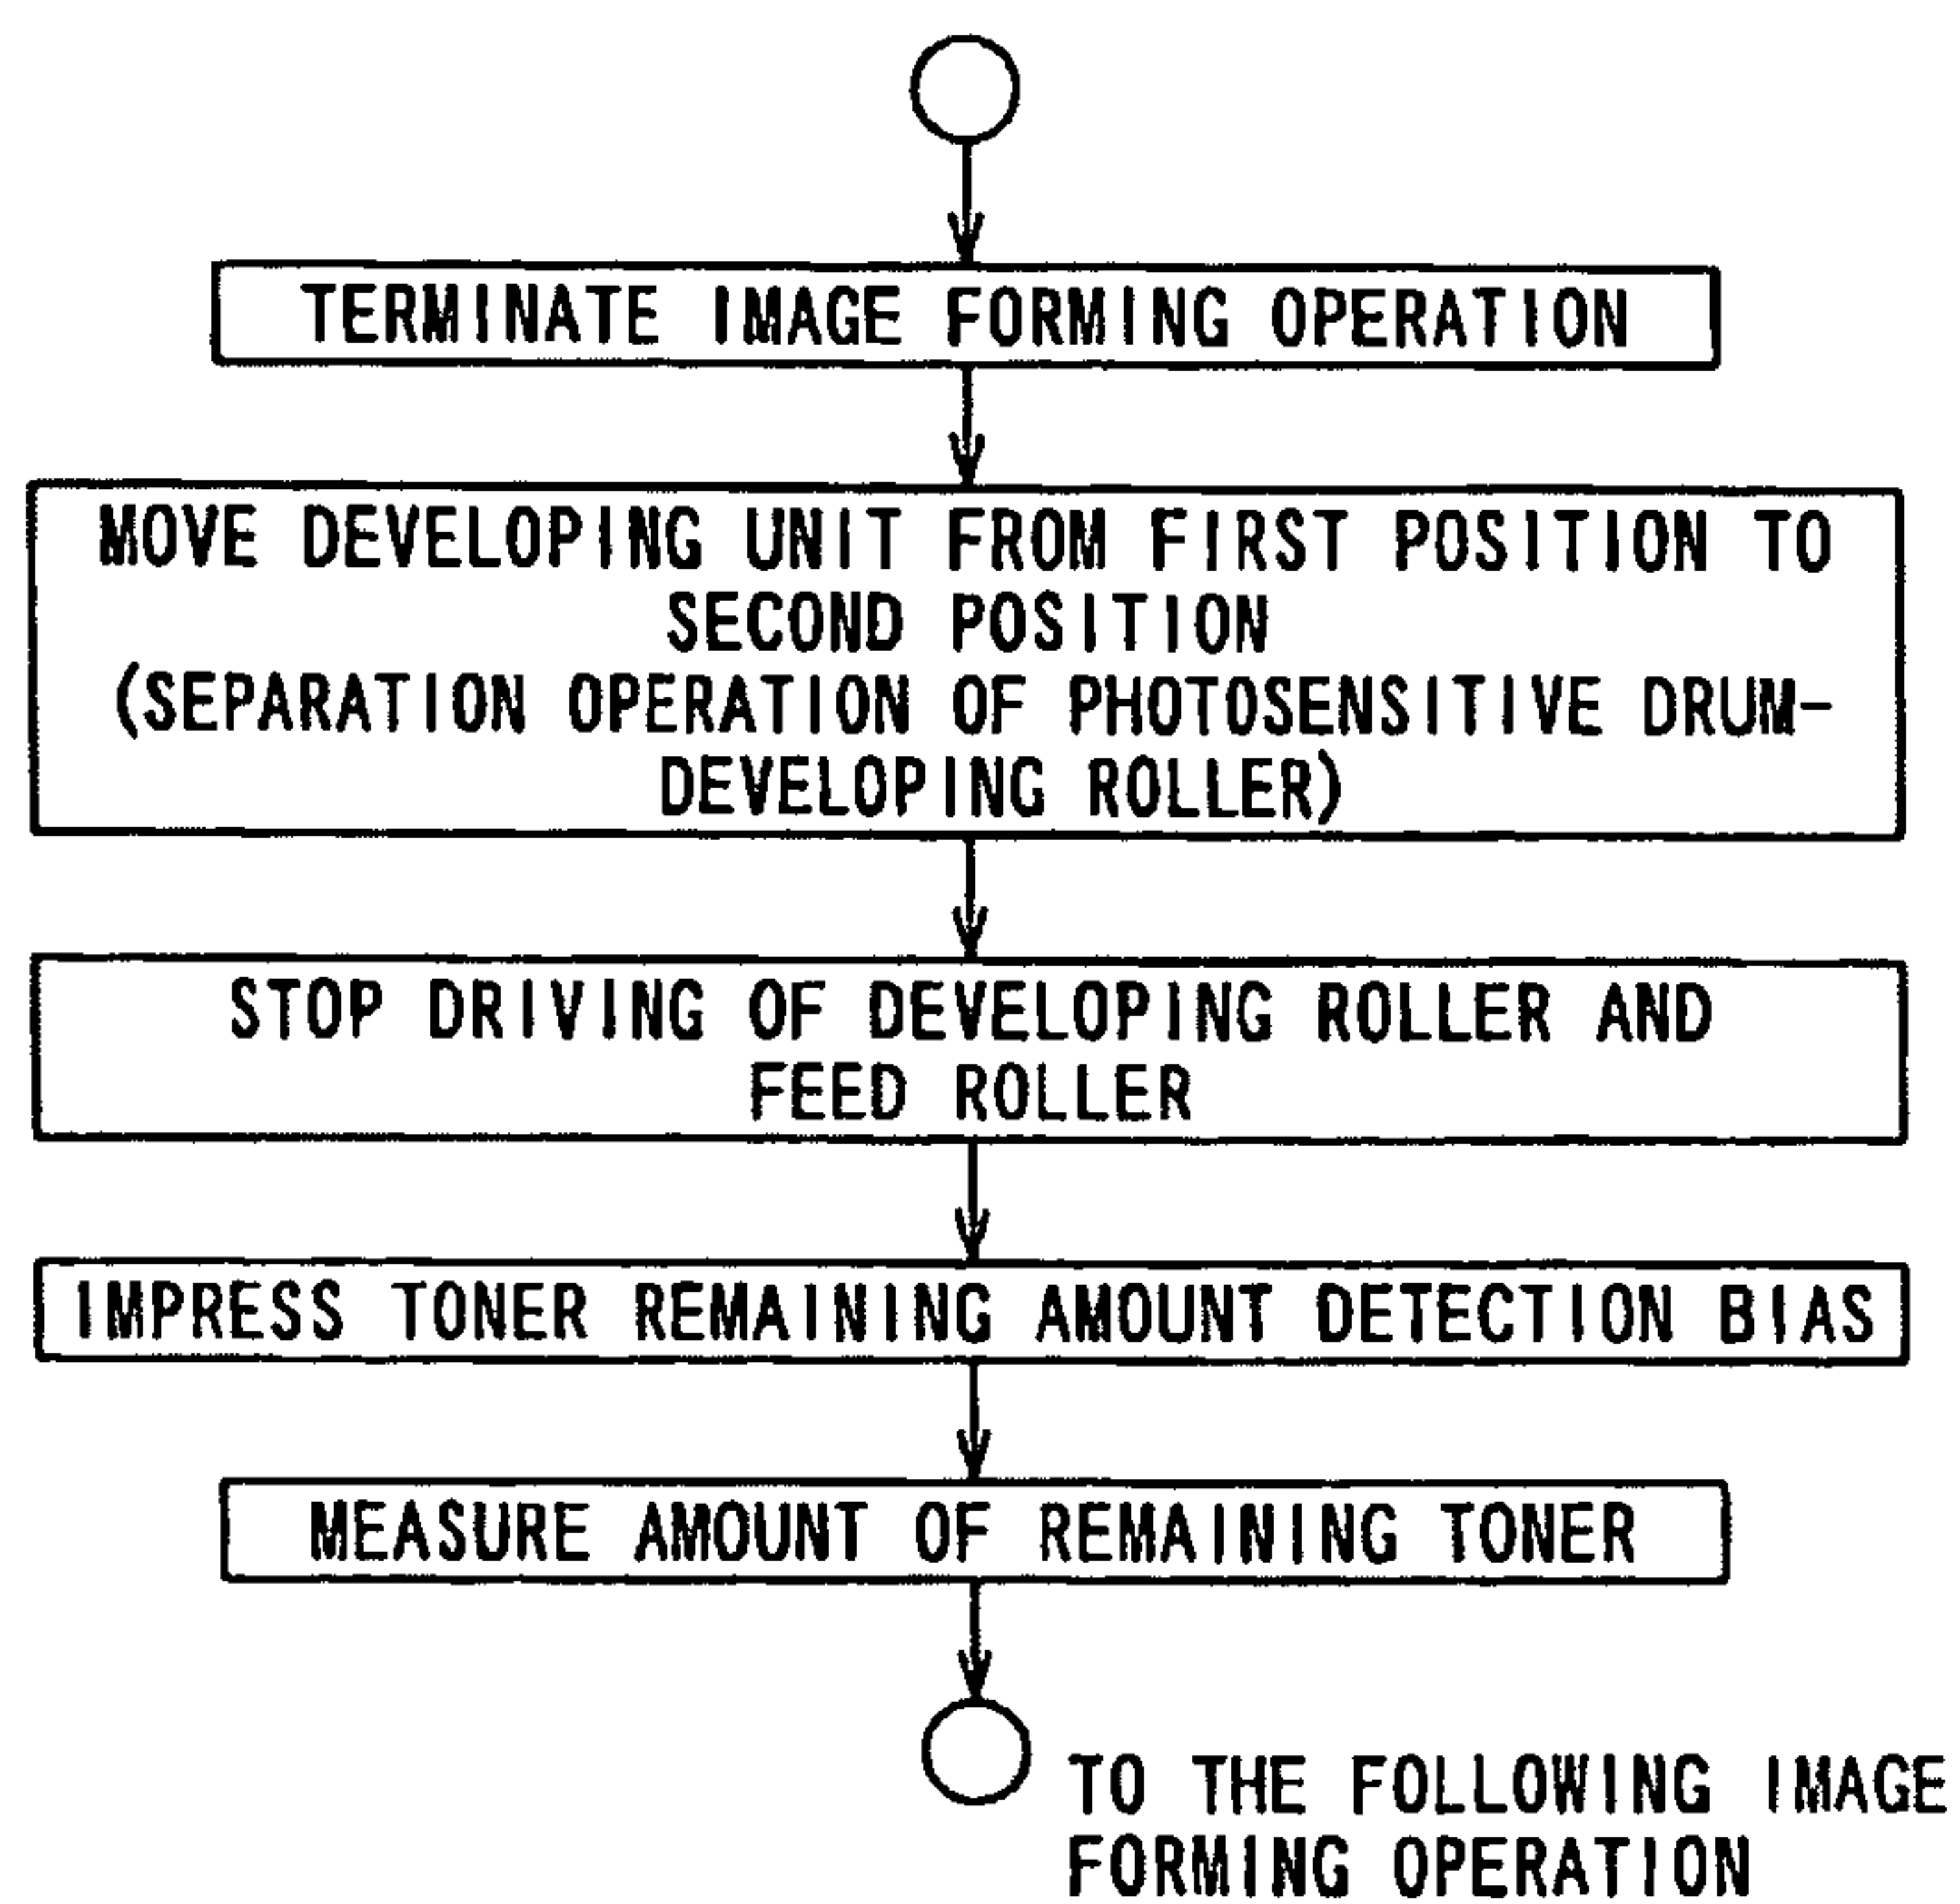 TERMINATE IMAGE FORMING OPERATION
MOVE DEVELOPING UNIT FROM FIRST POSITION TO
SECOND POSITION
(SEPARATION OPERATION OF PHOTOSENSITIVE DRUM-
DEVELOPING ROLLER)
STOP DRIVING OF DEVELOPING ROLLER AND
FEED ROLLER
IMPRESS TONER REMAINING AMOUNT DETECTION BIAS
MEASURE AMOUNT OF REMAINING TONER
TO THE FOLLOWING IMAGE
FORMING OPERATION